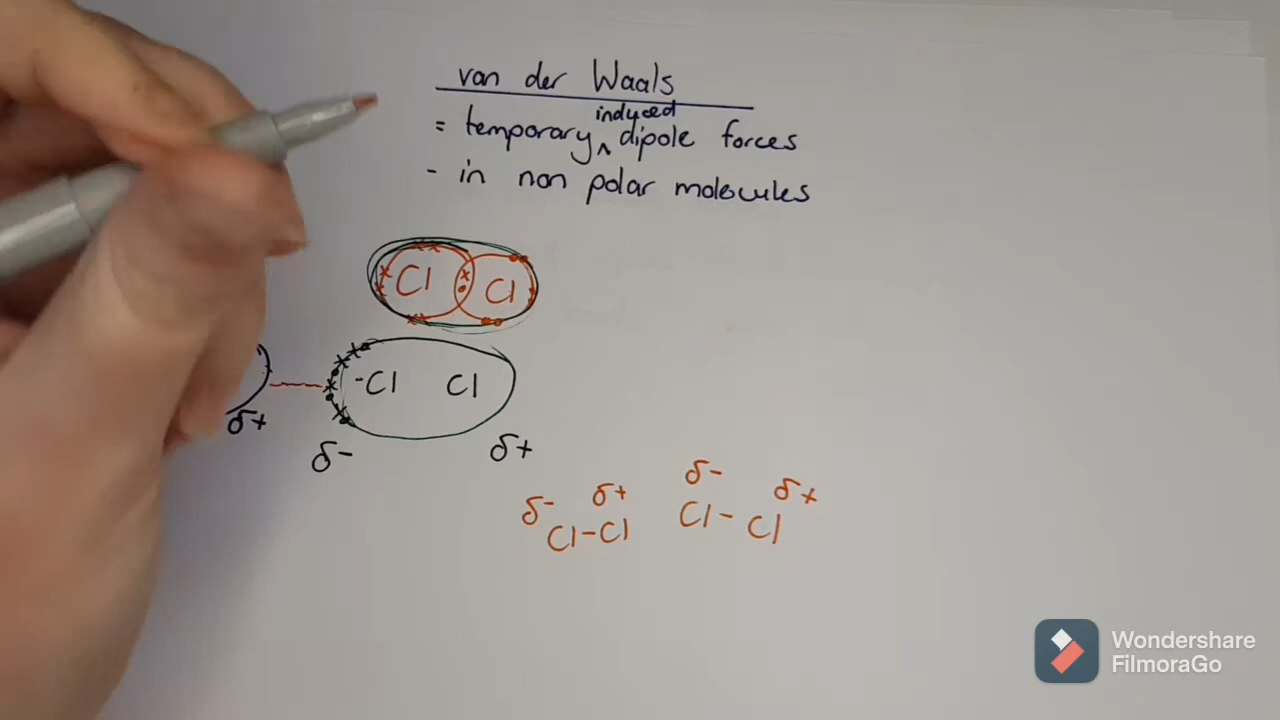 van der Waals
induced
= temporary ^ dipole forces
- in non polar molecules
Cl Cl
-Cl Cl
δ+
δ- δ+
δ- δ+ δ- δ+
Cl-Cl Cl-Cl
Wondershare
FilmoraGo